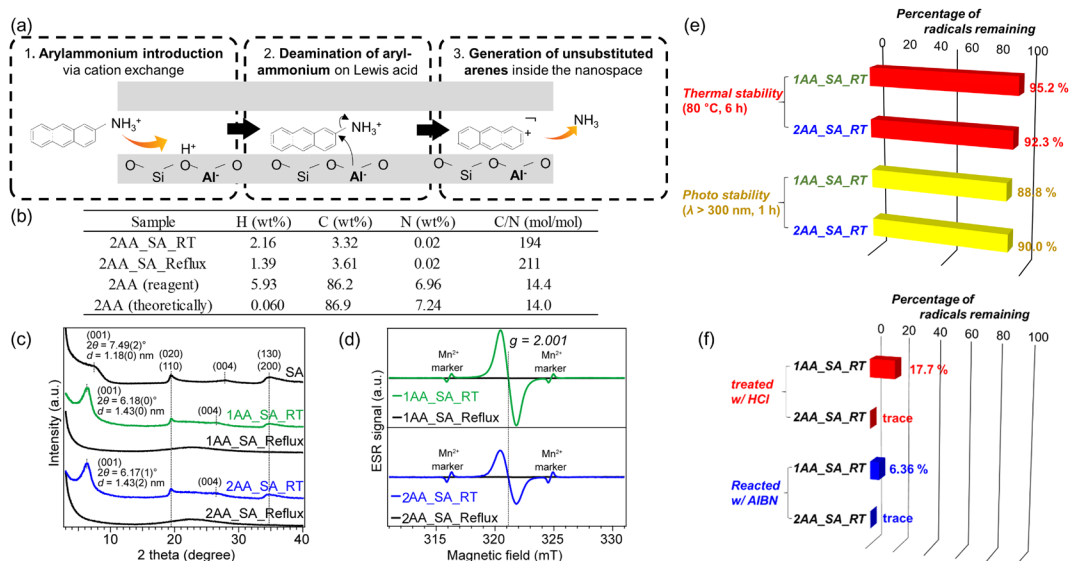 (a)
1. Arylammonium introduction
via cation exchange
2. Deamination of aryl-
ammonium on Lewis acid
3. Generation of unsubstituted
arenes inside the nanospace
NH₃⁺
H⁺
O O O
Si Al⁻
NH₃⁺
O O O
Si Al⁻
+
NH₃
O O O
Si Al⁻
(b)
Sample H (wt%) C (wt%) N (wt%) C/N (mol/mol)
2AA_SA_RT 2.16 3.32 0.02 194
2AA_SA_Reflux 1.39 3.61 0.02 211
2AA (reagent) 5.93 86.2 6.96 14.4
2AA (theoretically) 0.060 86.9 7.24 14.0
(c)
Intensity (a.u.)
(001)
2θ = 7.49(2)°
d = 1.18(0) nm
(020)
(110)
(004)
(130)
(200)
SA
(001)
2θ = 6.18(0)°
d = 1.43(0) nm
(004)
1AA_SA_RT
1AA_SA_Reflux
(001)
2θ = 6.17(1)°
d = 1.43(2) nm
(004)
2AA_SA_RT
2AA_SA_Reflux
10 20 30 40
2 theta (degree)
(d)
ESR signal (a.u.)
g = 2.001
Mn²⁺
marker
Mn²⁺
marker
1AA_SA_RT
1AA_SA_Reflux
Mn²⁺
marker
Mn²⁺
marker
2AA_SA_RT
2AA_SA_Reflux
315 320 325 330
Magnetic field (mT)
(e)
Percentage of
radicals remaining
0 20 40 60 80 100
Thermal stability
(80 °C, 6 h)
1AA_SA_RT
95.2 %
2AA_SA_RT
92.3 %
Photo stability
(λ > 300 nm, 1 h)
1AA_SA_RT
88.8 %
2AA_SA_RT
90.0 %
(f)
Percentage of
radicals remaining
0 20 40 60 80 100
treated
w/ HCl
1AA_SA_RT
17.7 %
2AA_SA_RT
trace
Reacted
w/ AIBN
1AA_SA_RT
6.36 %
2AA_SA_RT
trace